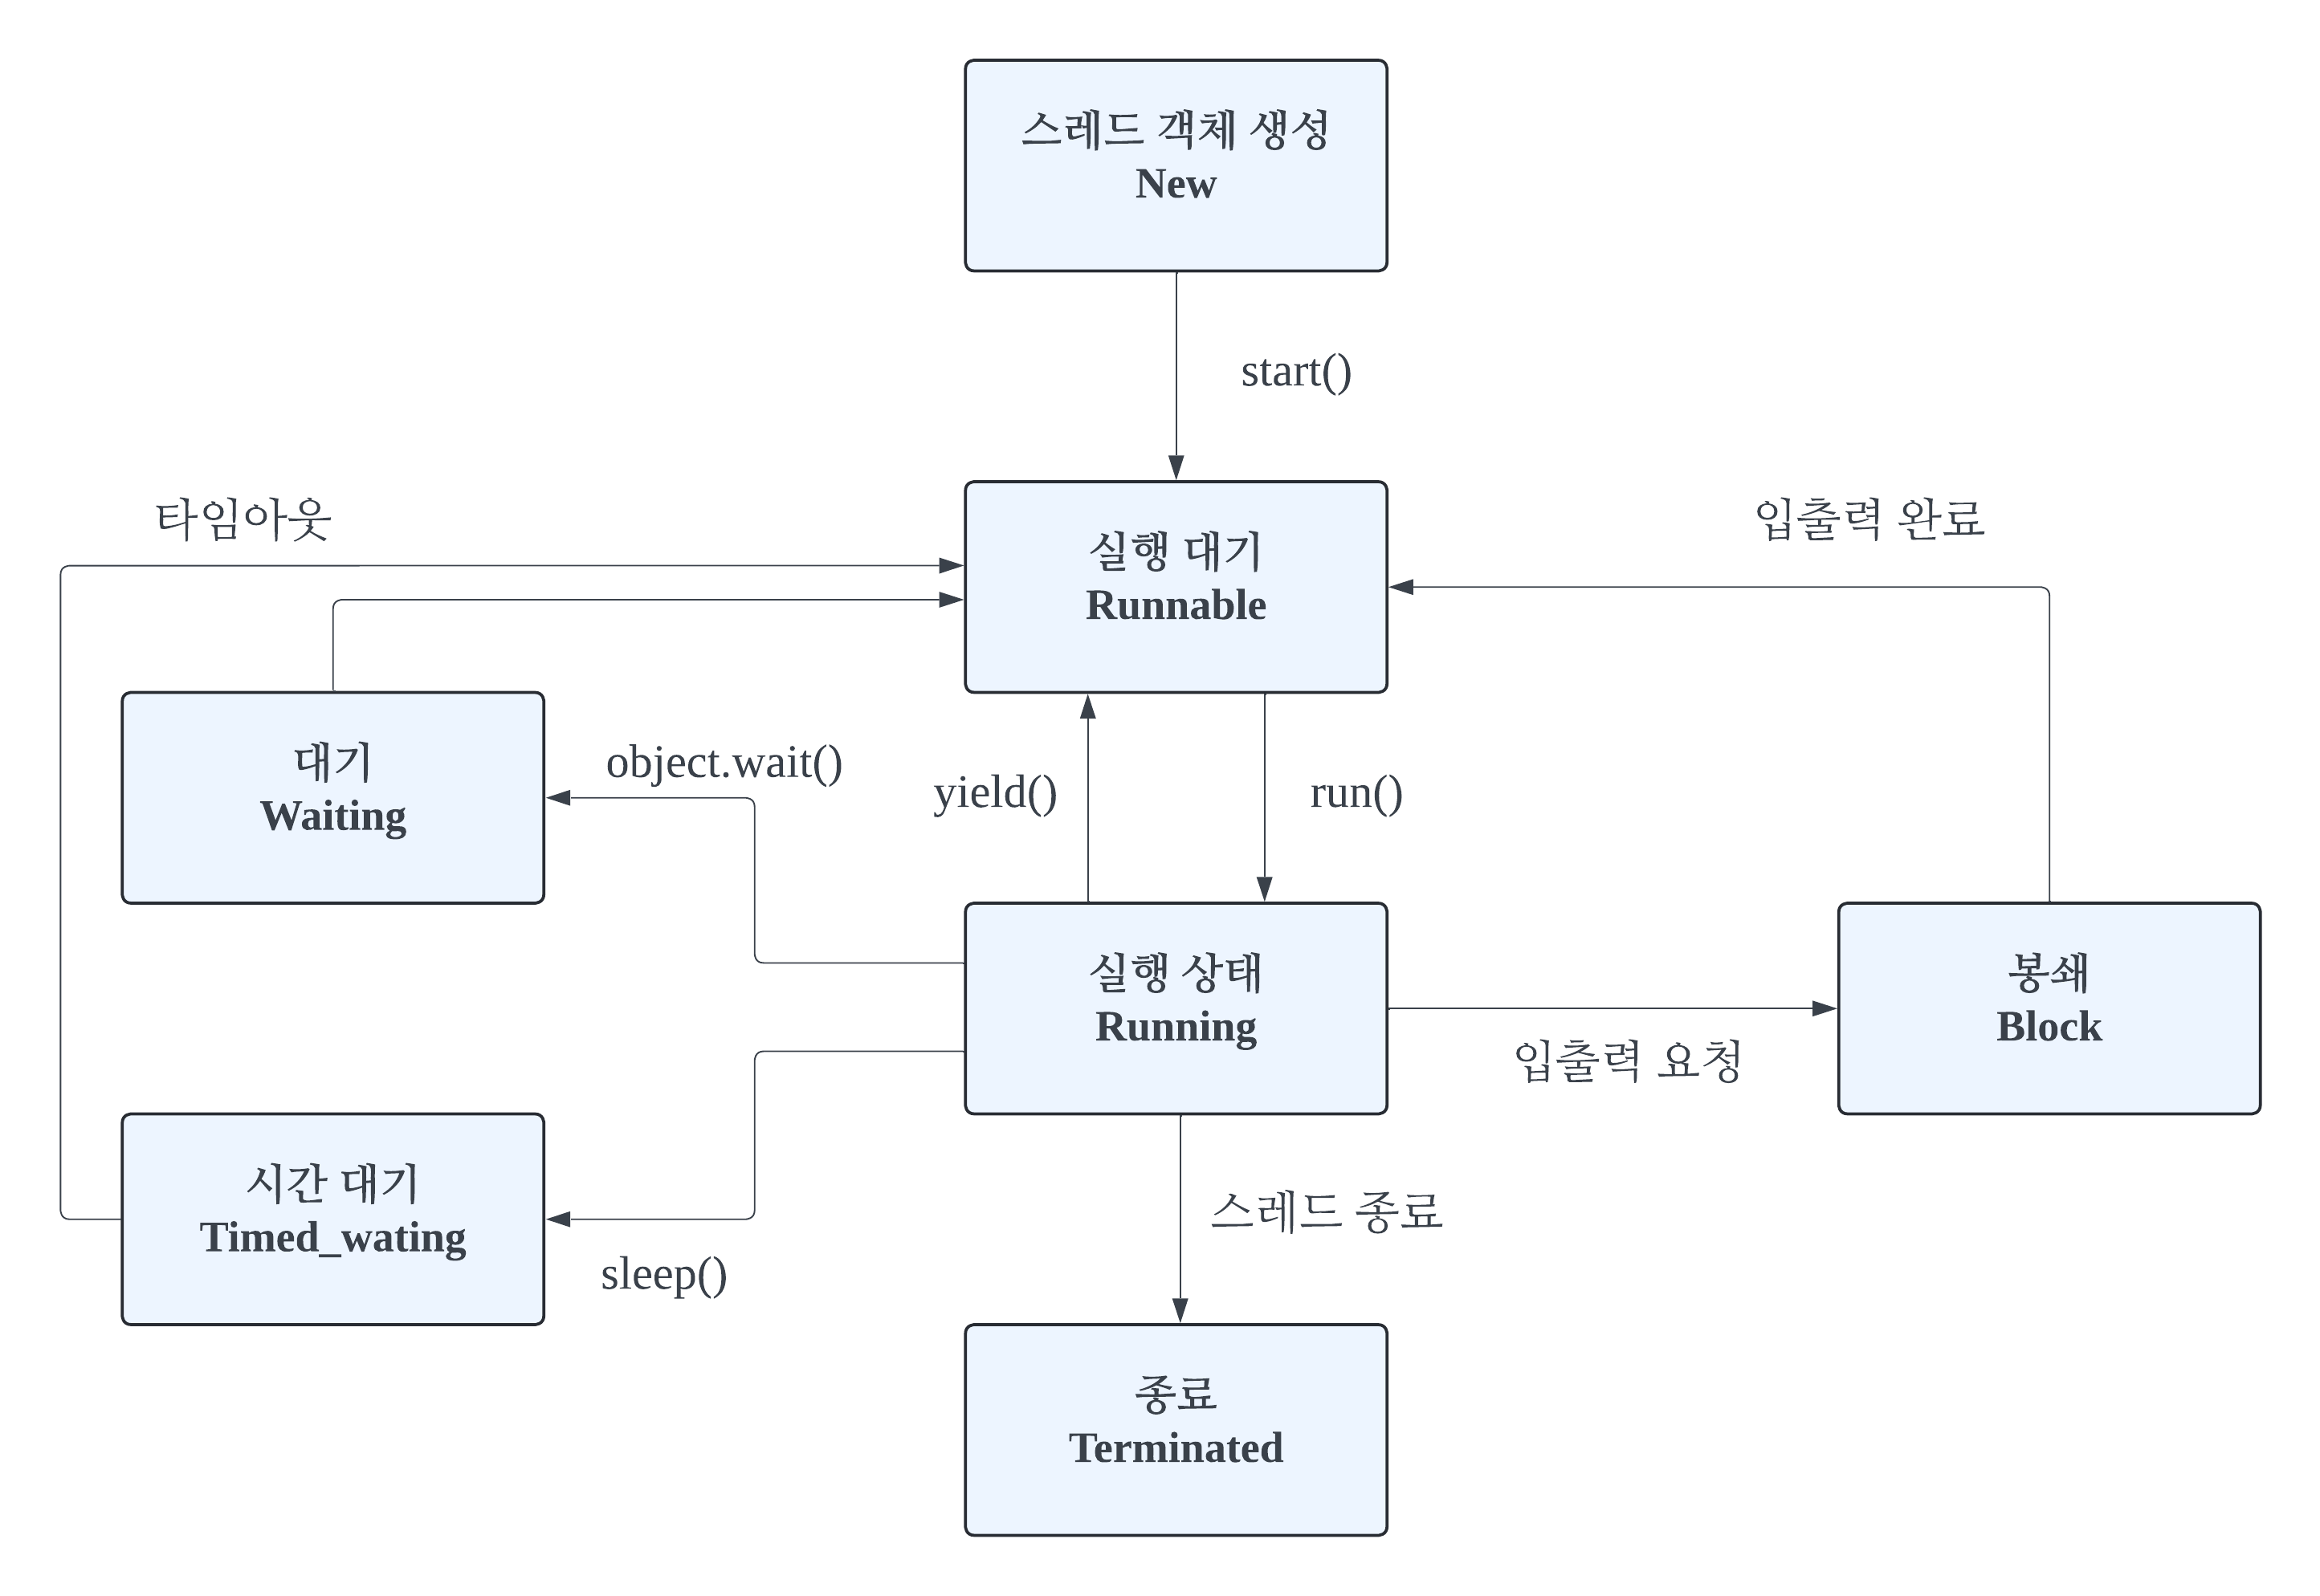 스레드 객체 생성
New
start()
타임아웃
입출력 완료
실행 대기
Runnable
대기
Waiting
object.wait()
yield()
run()
실행 상태
Running
봉쇄
Block
입출력 요청
시간 대기
Timed_wating
sleep()
스레드 종료
종료
Terminated